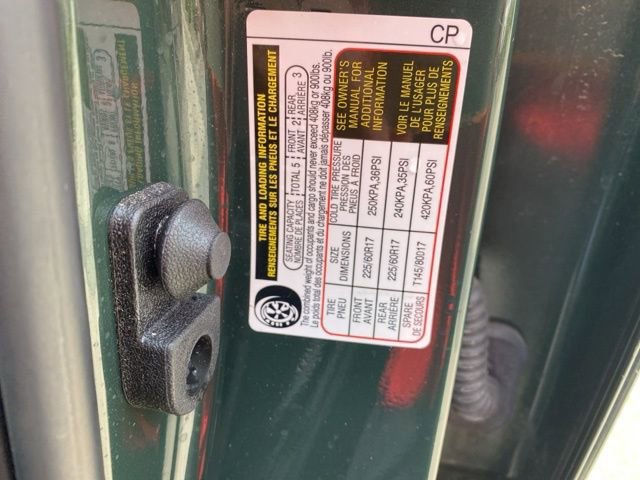 CP
TIRE AND LOADING INFORMATION
RENSEIGNEMENTS SUR LES PNEUS ET LE CHARGEMENT
SEATING CAPACITY TOTAL 5 FRONT 2 REAR 3
NOMBRE DE PLACES AVANT ARRIÈRE
The combined weight of occupants and cargo should never exceed 408kg or 900lbs.
Le poids total des occupants et du chargement ne doit jamais dépasser 408kg ou 900lb.
TIRE SIZE COLD TIRE PRESSURE
PNEU DIMENSIONS PRESSION DES PNEUS À FROID
FRONT
AVANT 225/60R17 250KPA,36PSI
REAR
ARRIÈRE 225/60R17 240KPA,35PSI
SPARE
DE SECOURS T145/80D17 420KPA,60PSI
SEE OWNER'S
MANUAL FOR
ADDITIONAL
INFORMATION
VOIR LE MANUEL
DE L'USAGER
POUR PLUS DE
RENSEIGNEMENTS